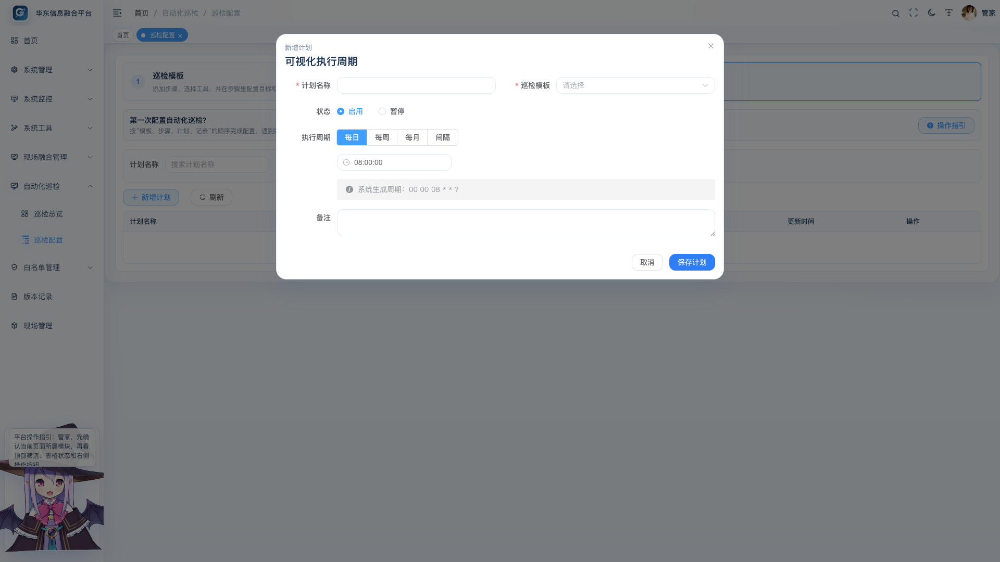 华东信息融合平台
首页 / 自动化巡检 / 巡检配置
管家
首页
巡检配置
首页
系统管理
系统监控
系统工具
现场融合管理
自动化巡检
巡检总览
巡检配置
白名单管理
版本记录
现场管理
1
巡检模板
添加步骤、选择工具，并在步骤里配置目标和
第一次配置自动化巡检？
按“模板、步骤、计划、记录”的顺序完成配置，遇到
操作指引
计划名称 搜索计划名称
新增计划 刷新
计划名称 更新时间 操作
新增计划
可视化执行周期
* 计划名称
* 巡检模板 请选择
状态 启用 暂停
执行周期 每日 每周 每月 间隔
08:00:00
系统生成周期：00 00 08 * * ?
备注
取消 保存计划
平台操作指引：管家，先确
认当前页面所属模块，再看
顶部筛选、表格状态和右侧
操作按钮